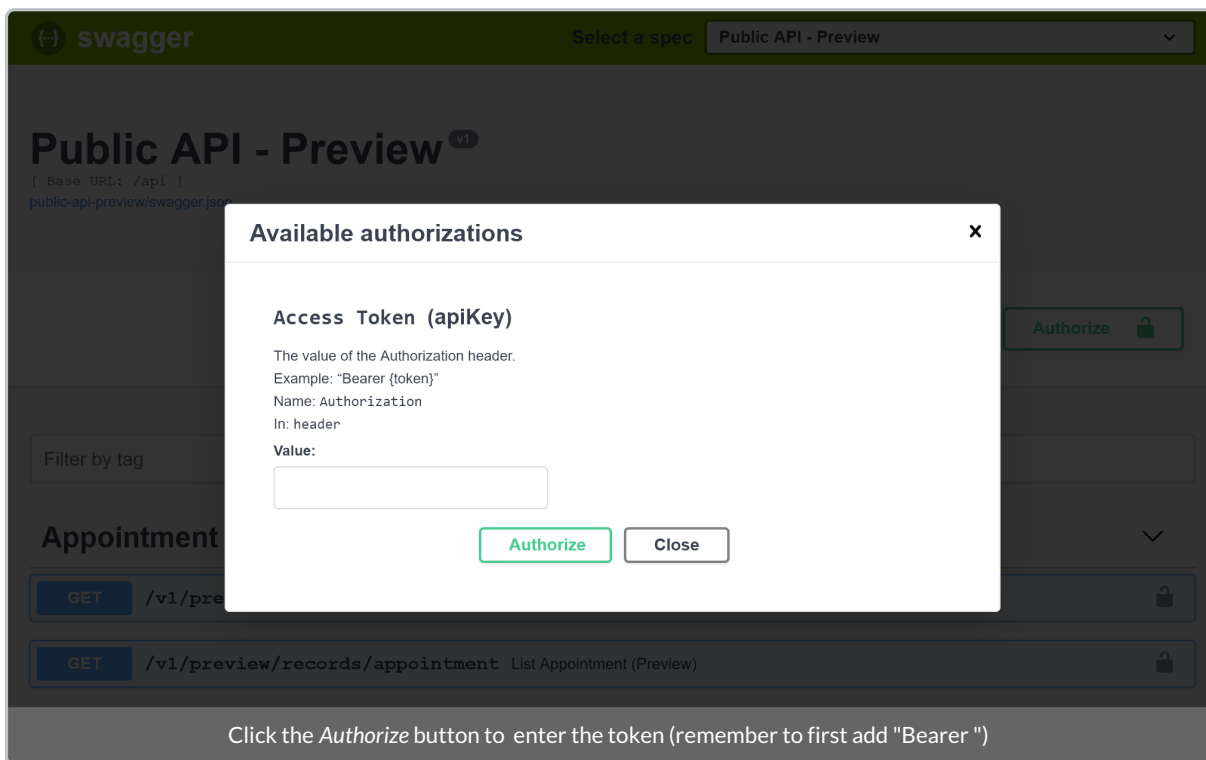 swagger
Select a spec Public API - Preview
Public API - Preview v1
[ Base URL: /api ]
public-api-preview/swagger.json
Available authorizations
Access Token (apiKey)
Authorize
The value of the Authorization header.
Example: “Bearer {token}”
Name: Authorization
In: header
Value:
Filter by tag
Authorize Close
Appointment
GET /v1/pre
GET /v1/preview/records/appointment List Appointment (Preview)
Click the Authorize button to enter the token (remember to first add "Bearer ")